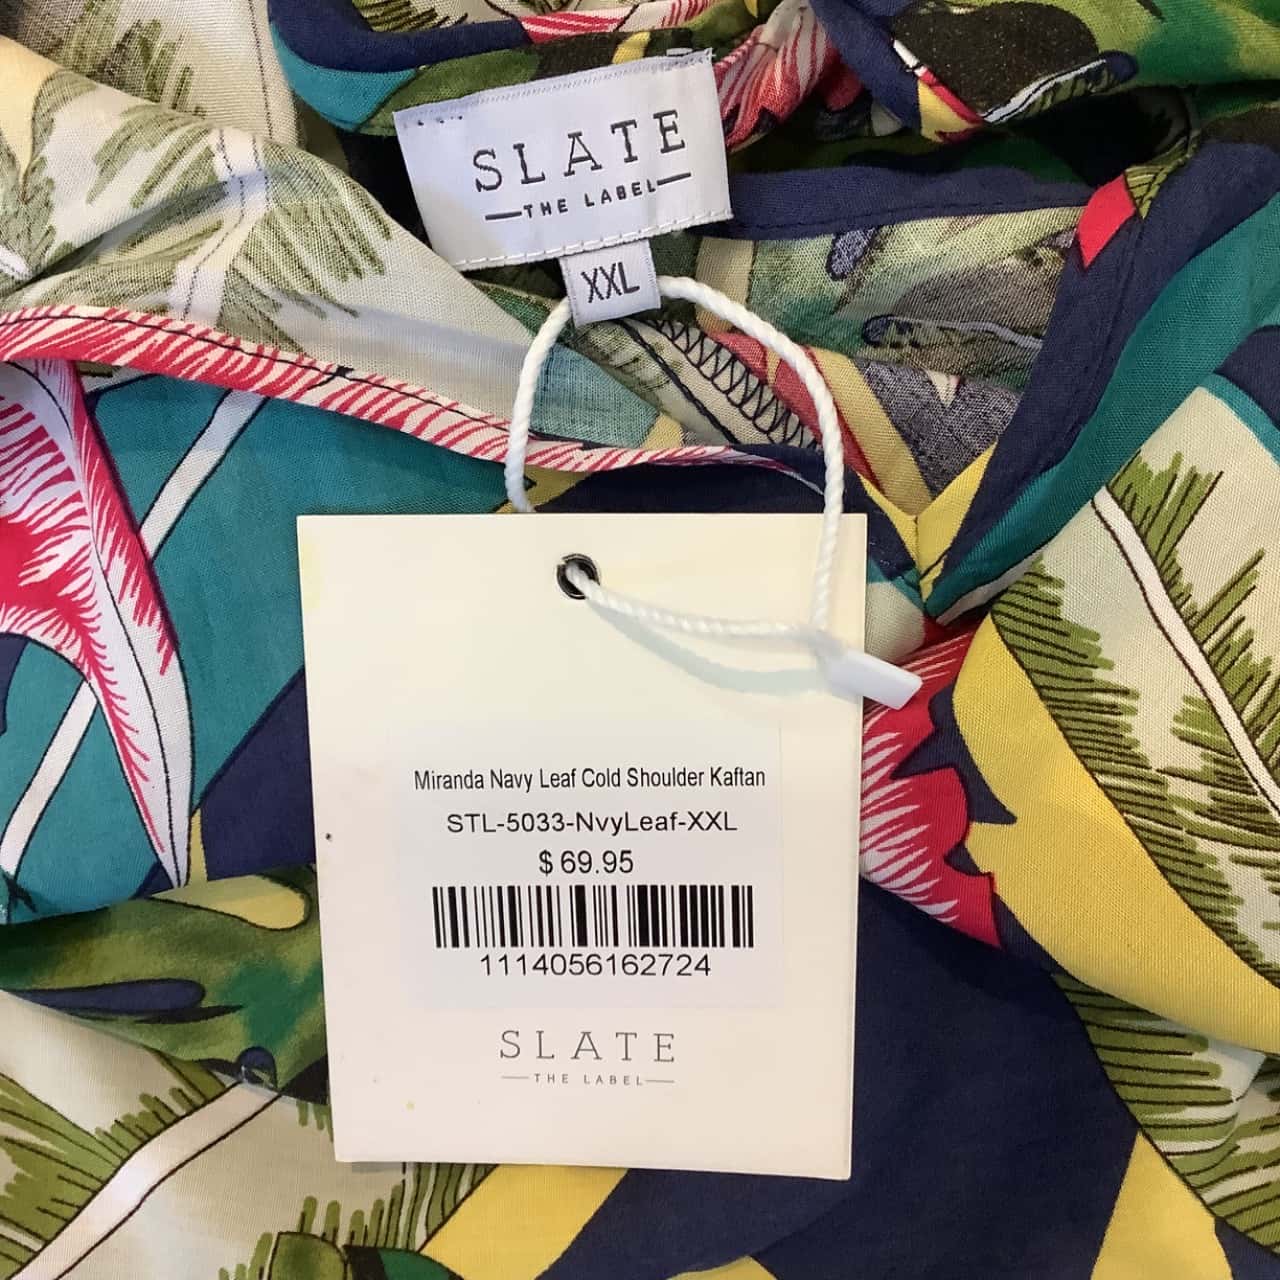 SLATE
THE LABEL
XXL
Miranda Navy Leaf Cold Shoulder Kaftan
STL-5033-NvyLeaf-XXL
$ 69.95
1114056162724
SLATE
THE LABEL